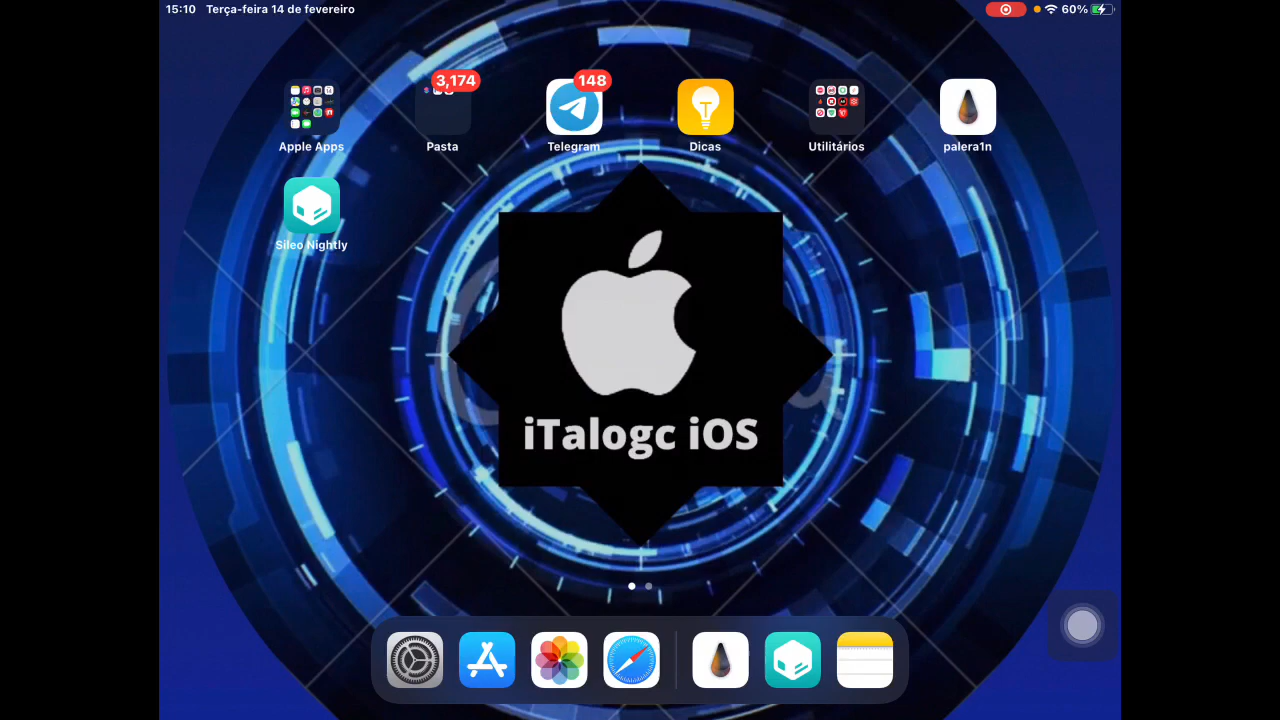 15:10 Terça-feira 14 de fevereiro
60%
3,174
148
Apple Apps
Pasta
Telegram
Dicas
Utilitários
palera1n
Sileo Nightly
iTalogc iOS